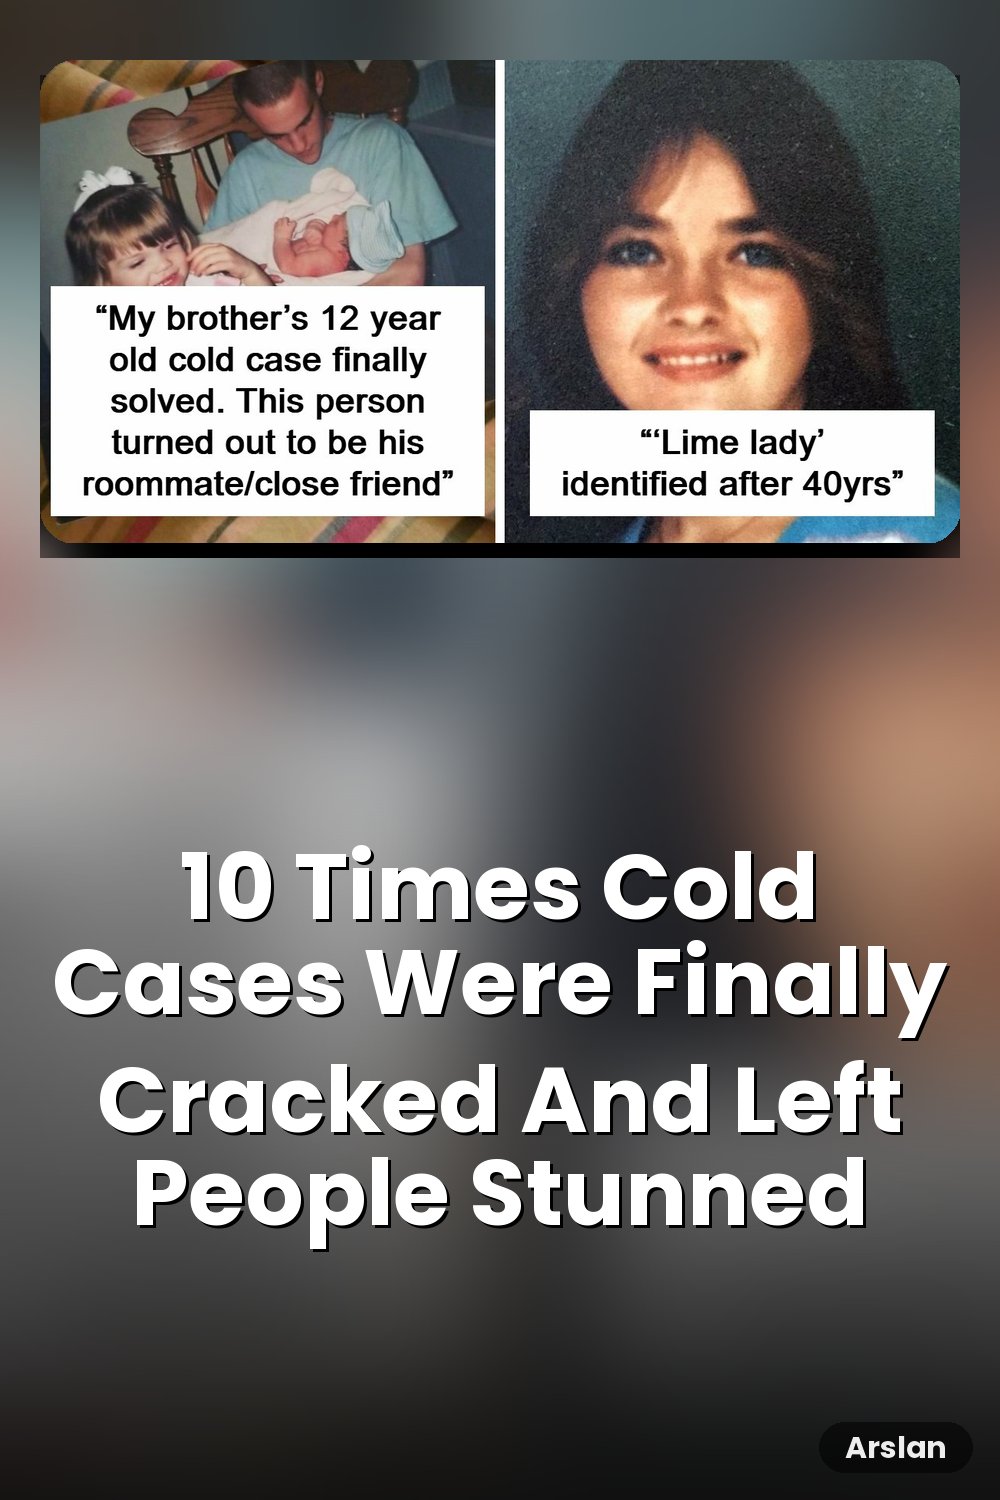 “My brother’s 12 year
old cold case finally
solved. This person
turned out to be his
roommate/close friend”
“‘Lime lady’
identified after 40yrs”
10 Times Cold
Cases Were Finally
Cracked And Left
People Stunned
Arslan